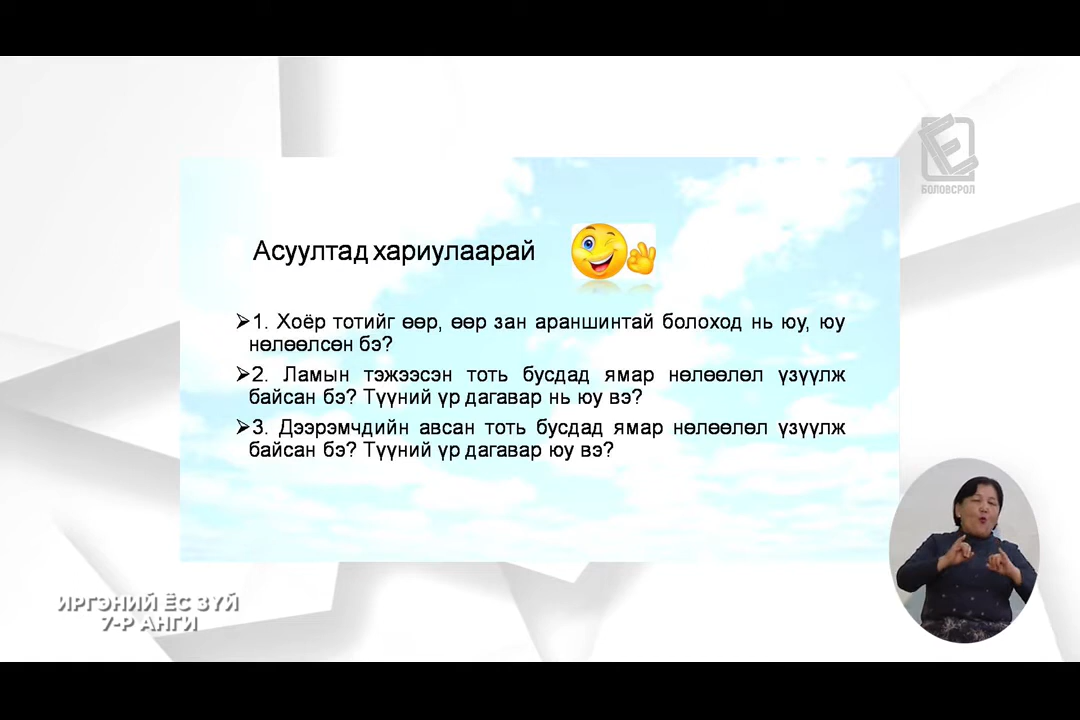 БОЛОВСРОЛ
Асуултад хариулаарай
➢1. Хоёр тотийг өөр, өөр зан араншинтай болоход нь юу, юу
нөлөөлсөн бэ?
➢2. Ламын тэжээсэн тоть бусдад ямар нөлөөлөл үзүүлж
байсан бэ? Түүний үр дагавар нь юу вэ?
➢3. Дээрэмчдийн авсан тоть бусдад ямар нөлөөлөл үзүүлж
байсан бэ? Түүний үр дагавар юу вэ?
ИРГЭНИЙ ЁС ЗҮЙ
7-Р АНГИ